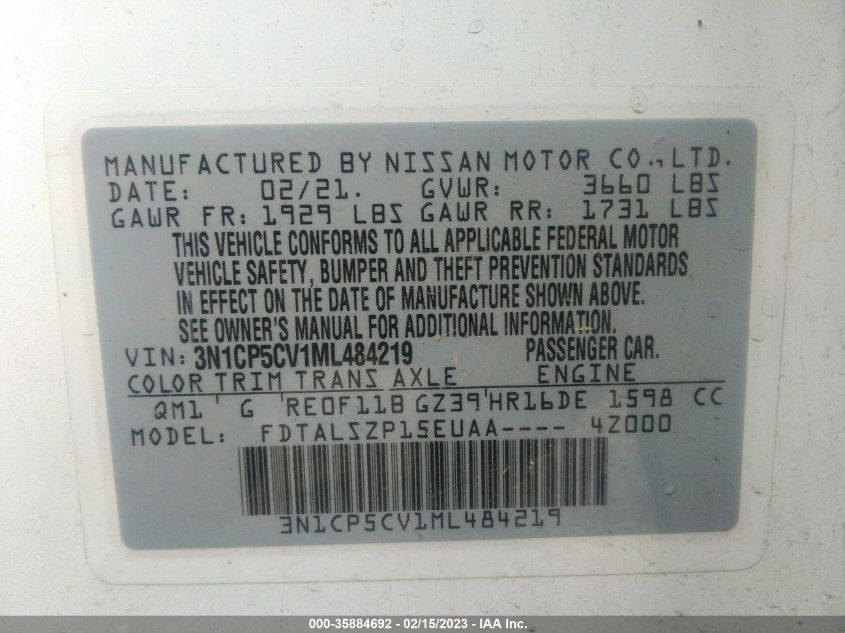 MANUFACTURED BY NISSAN MOTOR CO., LTD.
DATE: 02/21. GVWR: 3660 LBS
GAWR FR: 1929 LBS GAWR RR: 1731 LBS
THIS VEHICLE CONFORMS TO ALL APPLICABLE FEDERAL MOTOR
VEHICLE SAFETY, BUMPER AND THEFT PREVENTION STANDARDS
IN EFFECT ON THE DATE OF MANUFACTURE SHOWN ABOVE.
SEE OWNER'S MANUAL FOR ADDITIONAL INFORMATION.
VIN: 3N1CP5CV1ML484219 PASSENGER CAR.
COLOR TRIM TRANS AXLE ENGINE
QM1 G RE0F11B GZ39 HR16DE 1598 CC
MODEL: FDTALSZP15EUAA---- 4Z000
3N1CP5CV1ML484219
000-35884692 - 02/15/2023 - IAA, Inc.